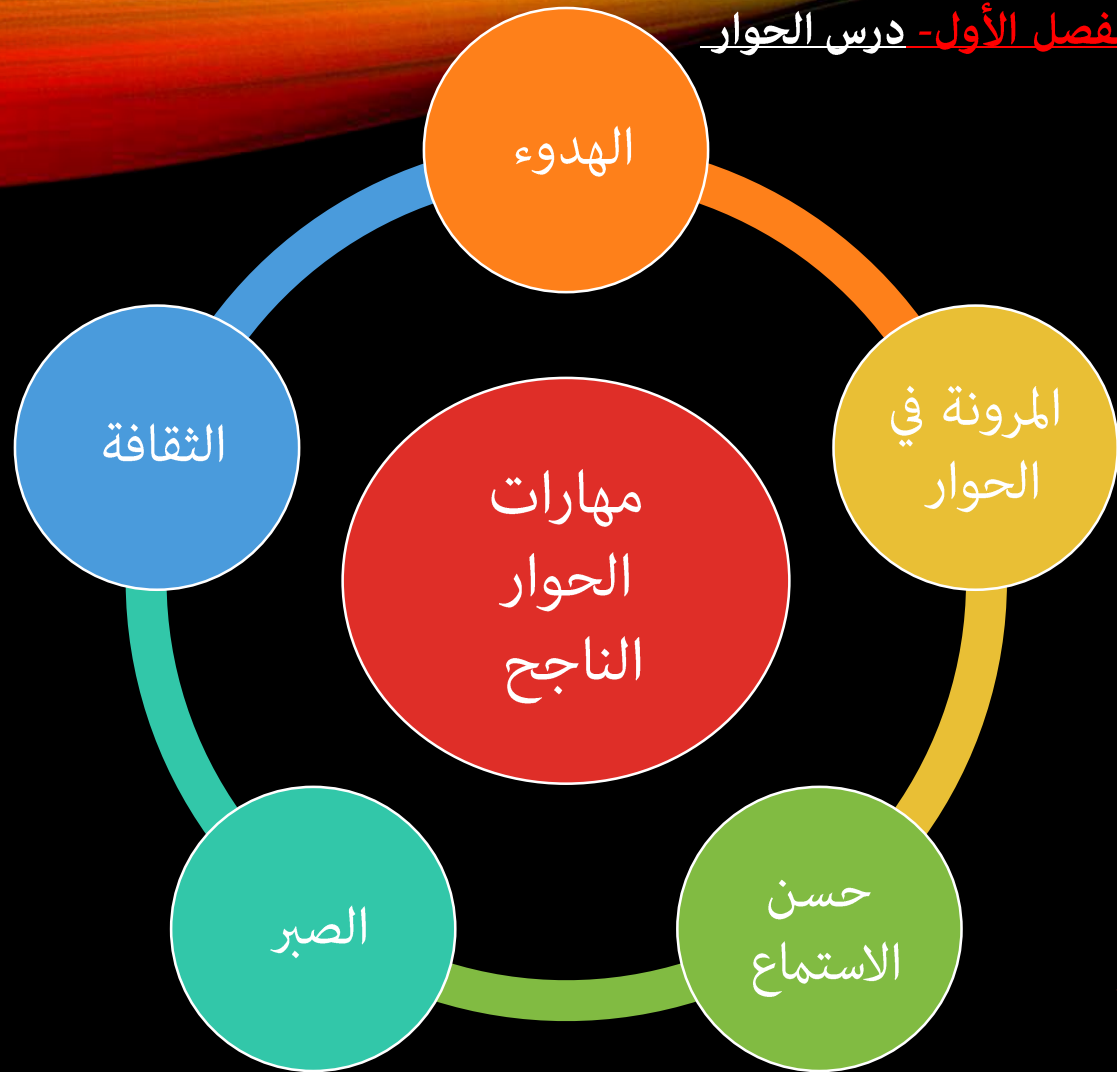 فصل الأول- درس الحوار
الهدوء
المرونة في
الحوار
حسن
الاستماع
الصبر
الثقافة
مهارات
الحوار
الناجح